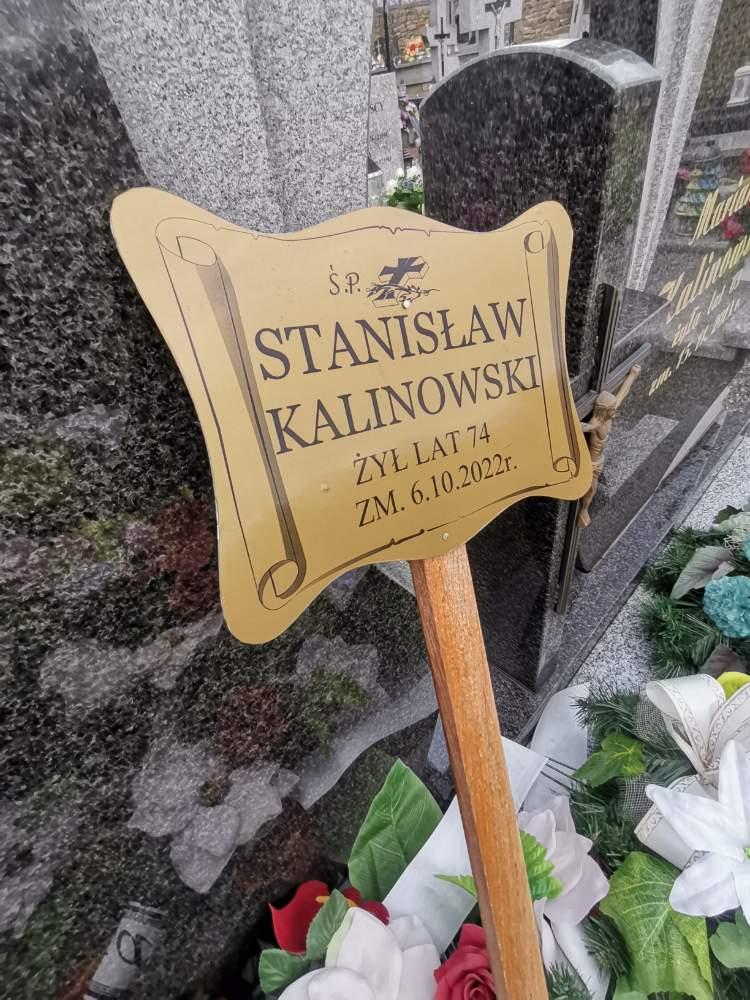 Ś.P.
STANISŁAW
KALINOWSKI
ŻYŁ LAT 74
ZM. 6.10.2022r.